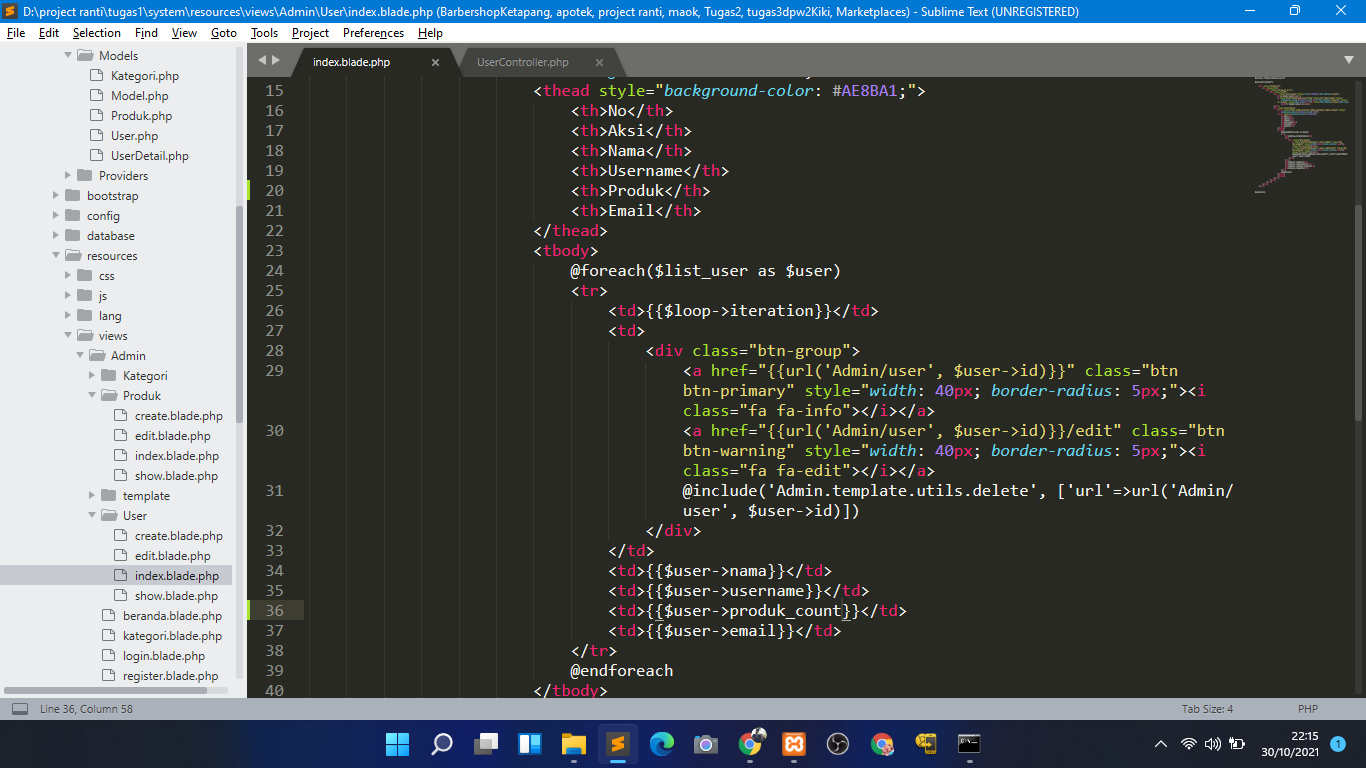 D:\project ranti\tugas1\system\resources\views\Admin\User\index.blade.php (BarbershopKetapang, apotek, project ranti, maok, Tugas2, tugas3dpw2Kiki, Marketplaces) - Sublime Text (UNREGISTERED)
File Edit Selection Find View Goto Tools Project Preferences Help
Models
Kategori.php
Model.php
Produk.php
User.php
UserDetail.php
Providers
bootstrap
config
database
resources
css
js
lang
views
Admin
Kategori
Produk
create.blade.php
edit.blade.php
index.blade.php
show.blade.php
template
User
create.blade.php
edit.blade.php
index.blade.php
show.blade.php
beranda.blade.php
kategori.blade.php
login.blade.php
register.blade.php
index.blade.php UserController.php
15 <thead style="background-color: #AE8BA1;">
16 <th>No</th>
17 <th>Aksi</th>
18 <th>Nama</th>
19 <th>Username</th>
20 <th>Produk</th>
21 <th>Email</th>
22 </thead>
23 <tbody>
24 @foreach($list_user as $user)
25 <tr>
26 <td>{{$loop->iteration}}</td>
27 <td>
28 <div class="btn-group">
29 <a href="{{url('Admin/user', $user->id)}}" class="btn
btn-primary" style="width: 40px; border-radius: 5px;"><i
class="fa fa-info"></i></a>
30 <a href="{{url('Admin/user', $user->id)}}/edit" class="btn
btn-warning" style="width: 40px; border-radius: 5px;"><i
class="fa fa-edit"></i></a>
31 @include('Admin.template.utils.delete', ['url'=>url('Admin/
user', $user->id)])
32 </div>
33 </td>
34 <td>{{$user->nama}}</td>
35 <td>{{$user->username}}</td>
36 <td>{{$user->produk_count}}</td>
37 <td>{{$user->email}}</td>
38 </tr>
39 @endforeach
40 </tbody>
Line 36, Column 58 Tab Size: 4 PHP
22:15
30/10/2021
1